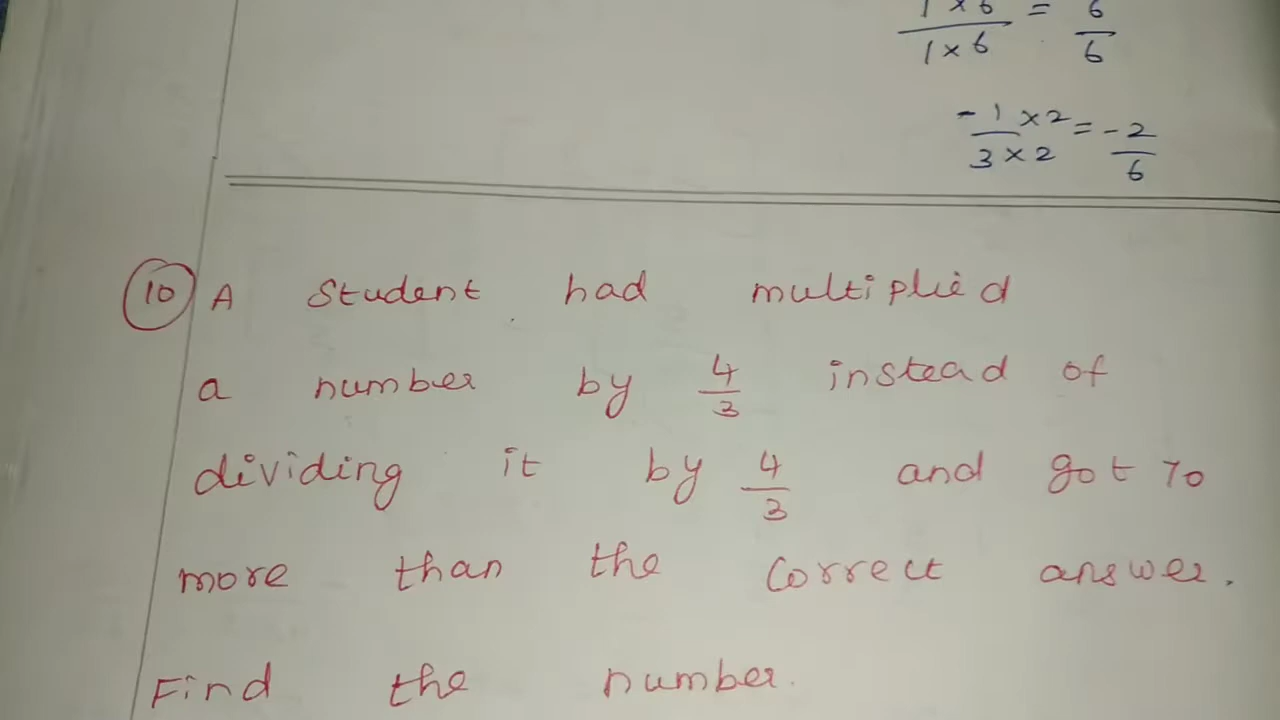 1 × 6 / 1 × 6 = 6 / 6
-1 × 2 / 3 × 2 = -2 / 6
10 A student had multiplied
a number by 4/3 instead of
dividing it by 4/3 and got 70
more than the correct answer.
Find the number.